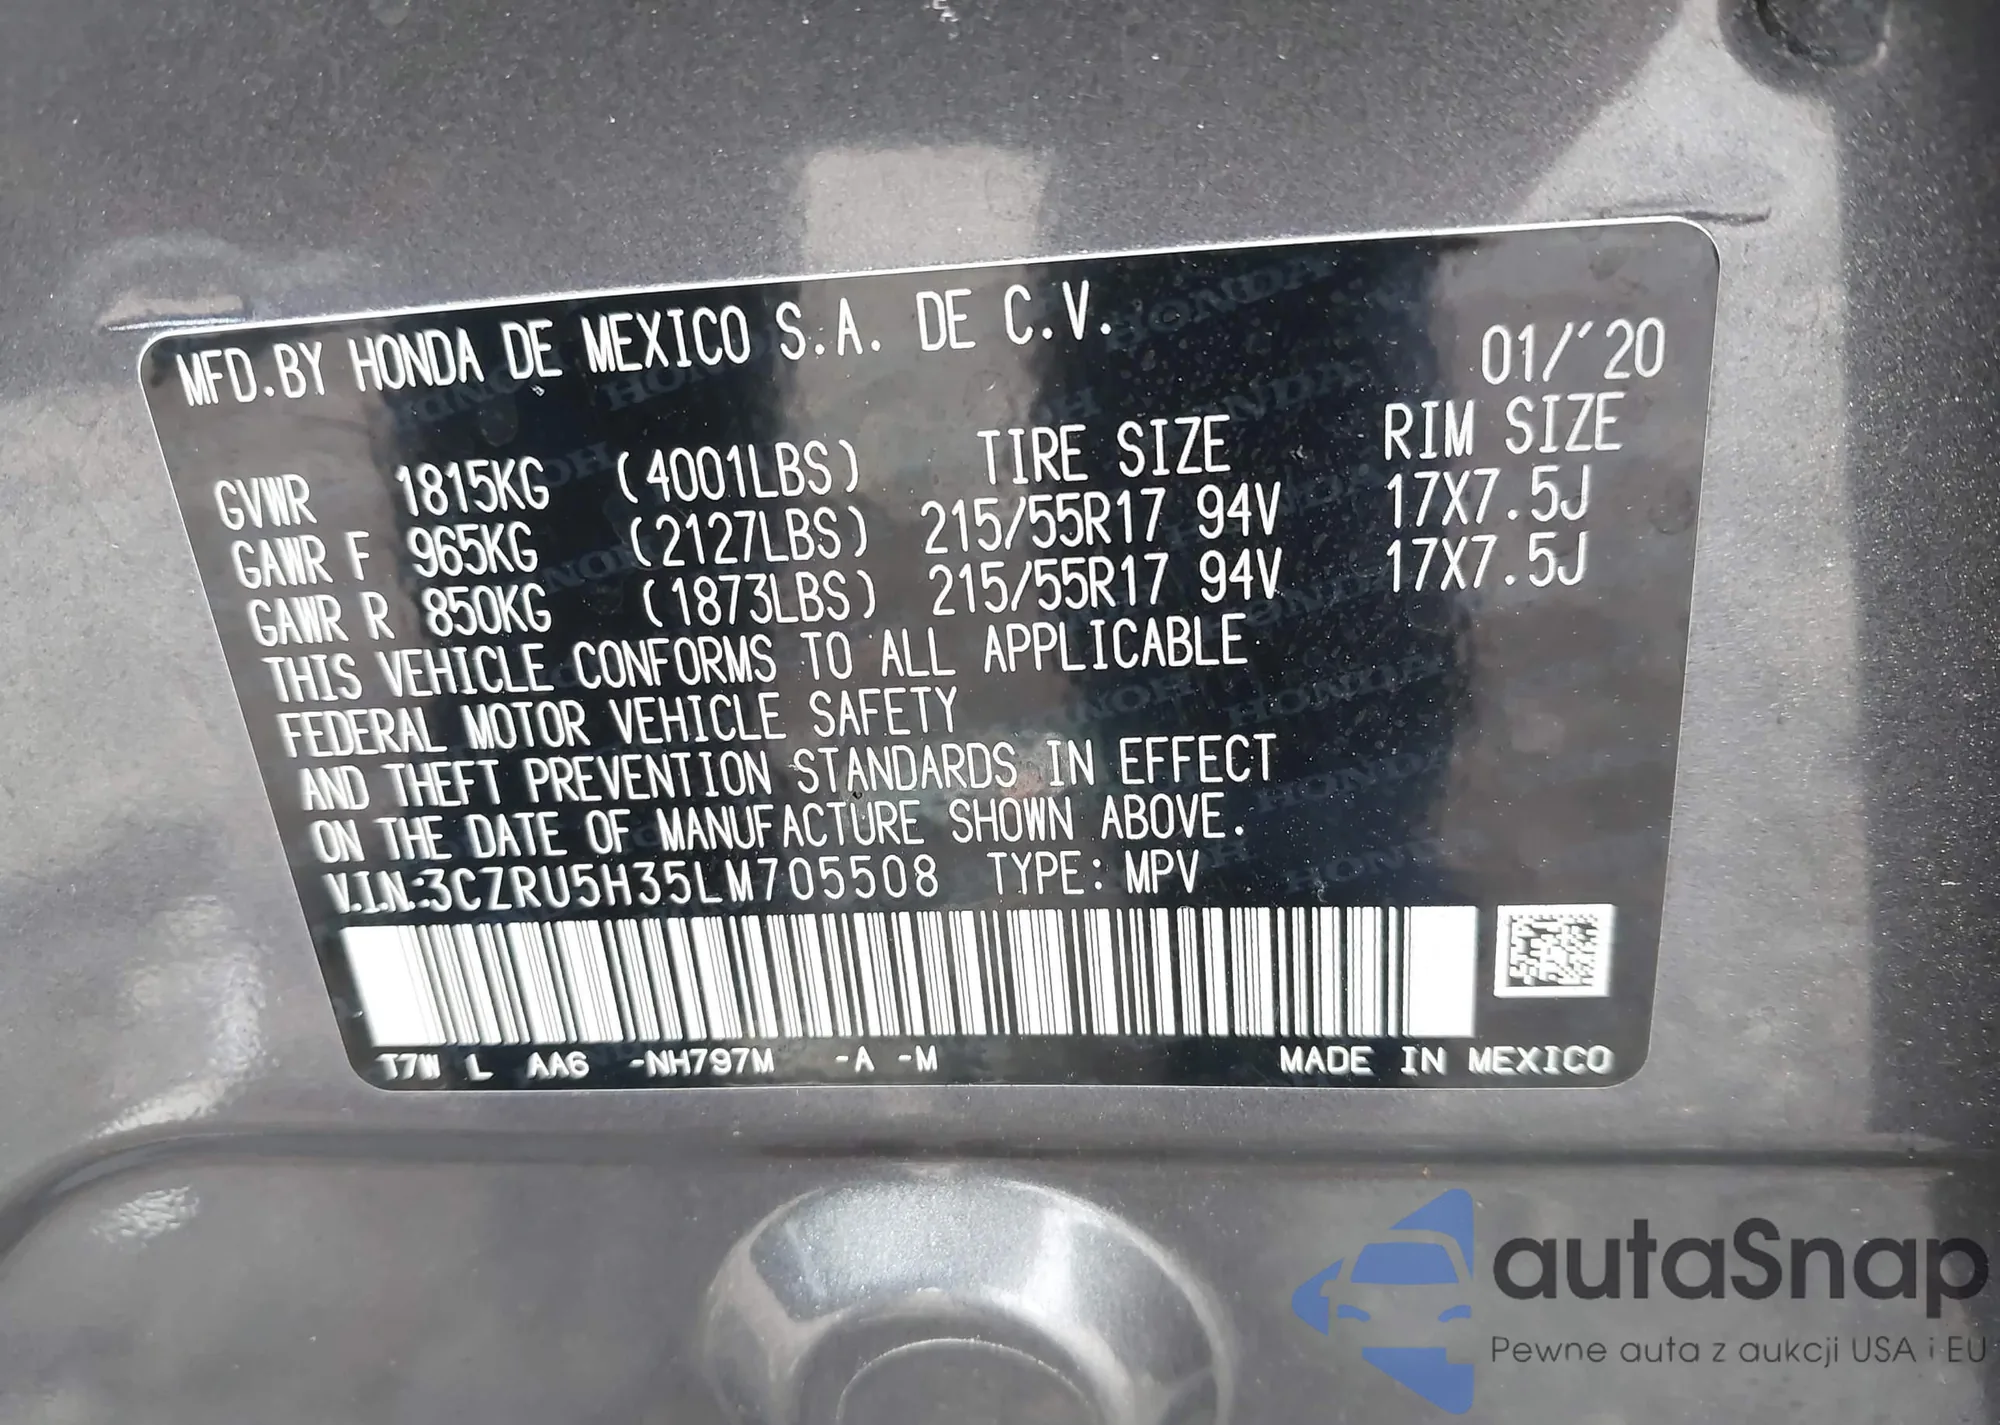 MFD.BY HONDA DE MEXICO S.A. DE C.V.
01/'20
TIRE SIZE RIM SIZE
GVWR 1815KG (4001LBS)
GAWR F 965KG (2127LBS) 215/55R17 94V 17X7.5J
GAWR R 850KG (1873LBS) 215/55R17 94V 17X7.5J
THIS VEHICLE CONFORMS TO ALL APPLICABLE
FEDERAL MOTOR VEHICLE SAFETY
AND THEFT PREVENTION STANDARDS IN EFFECT
ON THE DATE OF MANUFACTURE SHOWN ABOVE.
V.I.N:3CZRU5H35LM705508 TYPE: MPV
T7W L AA6 -NH797M -A -M MADE IN MEXICO
autaSnap
Pewne auta z aukcji USA i EU